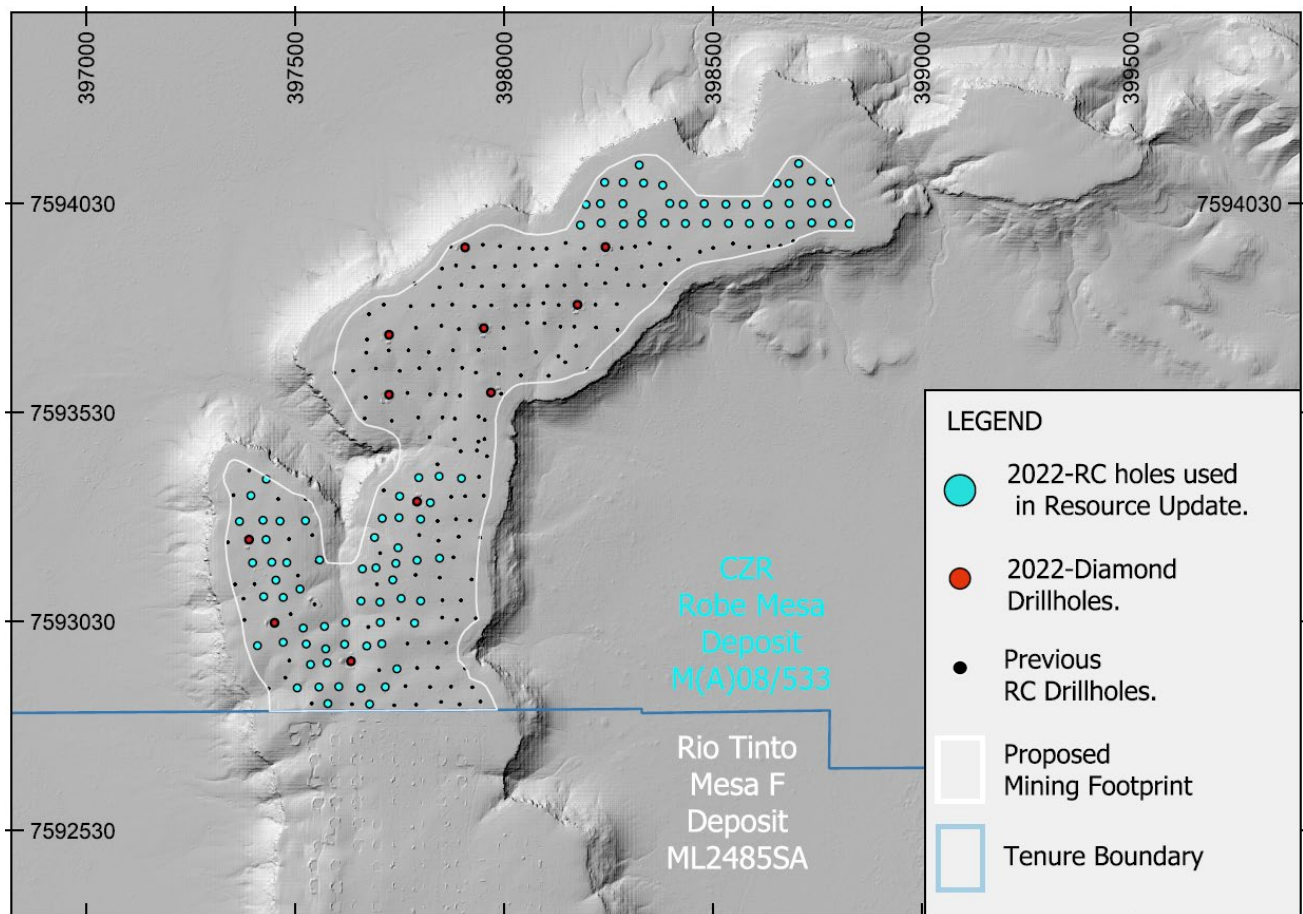 397000
397500
398000
398500
399000
399500
7594030
7594030
7593530
7593030
7592530
CZR
Robe Mesa
Deposit
M(A)08/533
Rio Tinto
Mesa F
Deposit
ML2485SA
LEGEND
2022-RC holes used
in Resource Update.
2022-Diamond
Drillholes.
Previous
RC Drillholes.
Proposed
Mining Footprint
Tenure Boundary